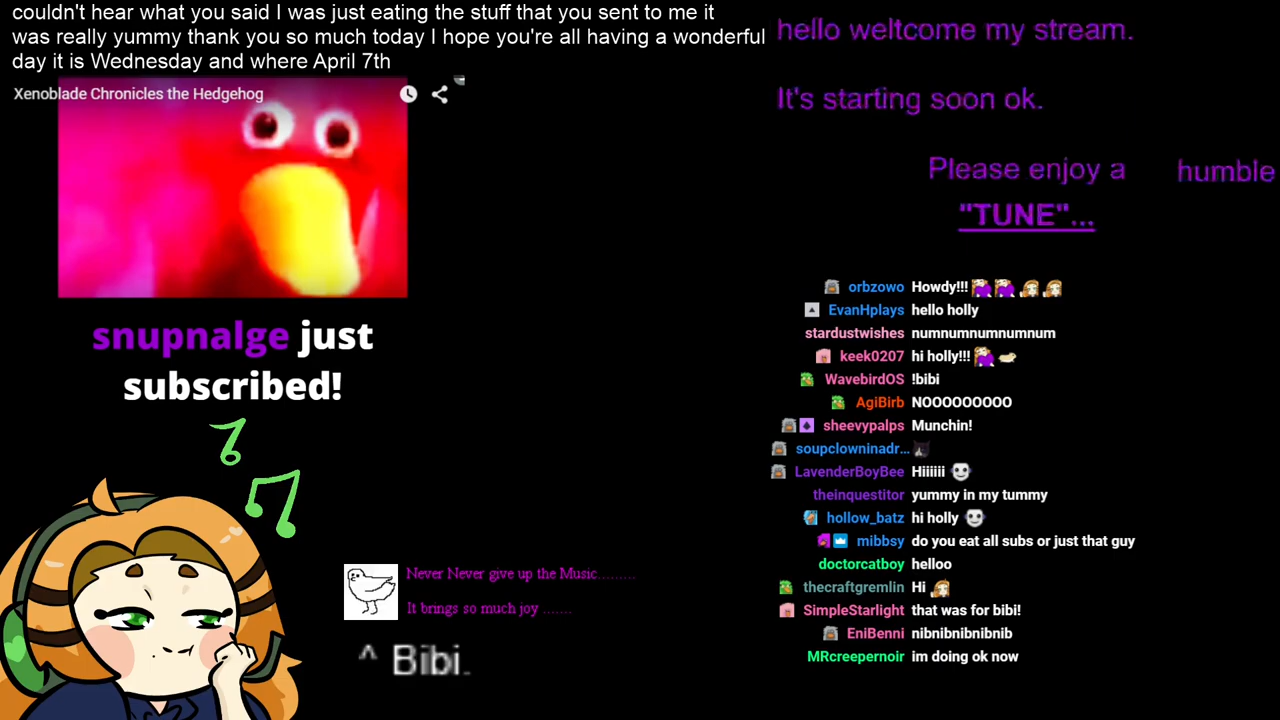 couldn't hear what you said I was just eating the stuff that you sent to me it
was really yummy thank you so much today I hope you're all having a wonderful
day it is Wednesday and where April 7th
Xenoblade Chronicles the Hedgehog
snupnalge just
subscribed!
hello weltcome my stream.
It's starting soon ok.
Please enjoy a humble
"TUNE"...
orbzowo Howdy!!!
EvanHplays hello holly
stardustwishes numnumnumnumnum
keek0207 hi holly!!!
WavebirdOS !bibi
AgiBirb NOOOOOOOOO
sheevypalps Munchin!
soupclowninadr...
LavenderBoyBee Hiiiiii
theinquestitor yummy in my tummy
hollow_batz hi holly
mibbsy do you eat all subs or just that guy
doctorcatboy helloo
thecraftgremlin Hi
SimpleStarlight that was for bibi!
EniBenni nibnibnibnibnib
MRcreepernoir im doing ok now
Never Never give up the Music.........
It brings so much joy .......
^ Bibi.